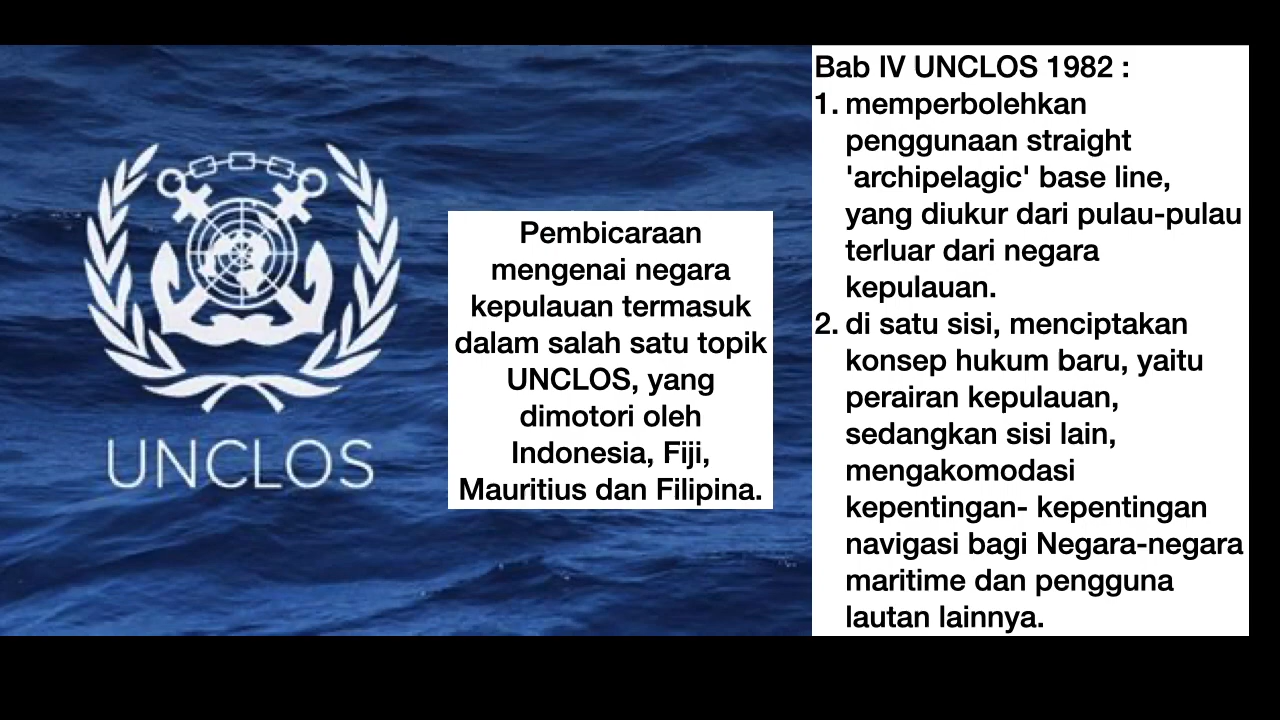 UNCLOS
Pembicaraan
mengenai negara
kepulauan termasuk
dalam salah satu topik
UNCLOS, yang
dimotori oleh
Indonesia, Fiji,
Mauritius dan Filipina.
Bab IV UNCLOS 1982 :
1. memperbolehkan
penggunaan straight
'archipelagic' base line,
yang diukur dari pulau-pulau
terluar dari negara
kepulauan.
2. di satu sisi, menciptakan
konsep hukum baru, yaitu
perairan kepulauan,
sedangkan sisi lain,
mengakomodasi
kepentingan- kepentingan
navigasi bagi Negara-negara
maritime dan pengguna
lautan lainnya.